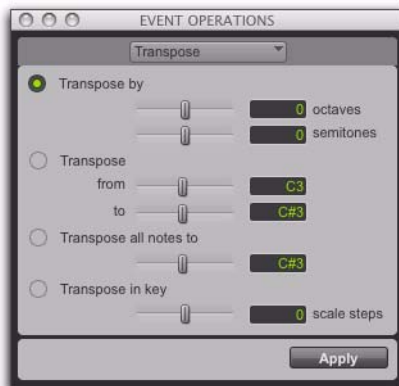 EVENT OPERATIONS
Transpose
Transpose by
0 octaves
0 semitones
Transpose
from C3
to C#3
Transpose all notes to
C#3
Transpose in key
0 scale steps
Apply